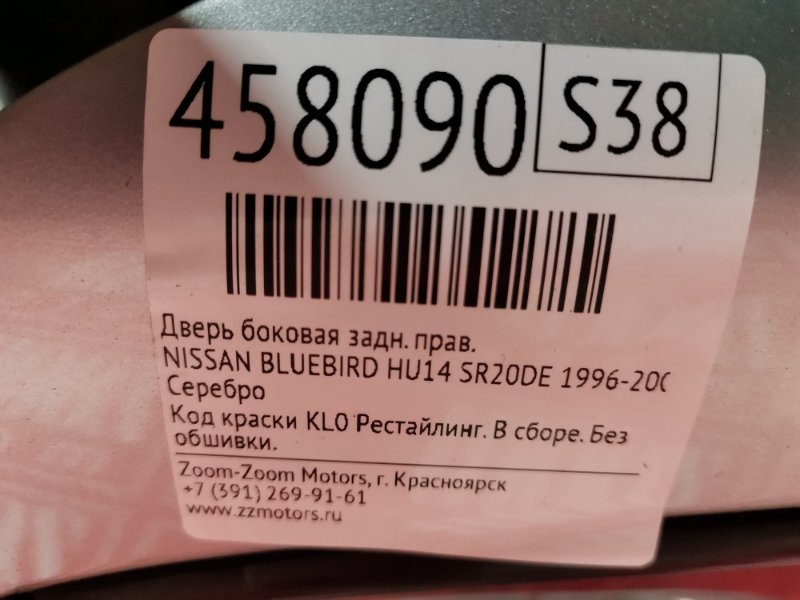 458090
S38
Дверь боковая задн. прав.
NISSAN BLUEBIRD HU14 SR20DE 1996-200
Серебро
Код краски KL0 Рестайлинг. В сборе. Без
обшивки.
Zoom-Zoom Motors, г. Красноярск
+7 (391) 269-91-61
www.zzmotors.ru